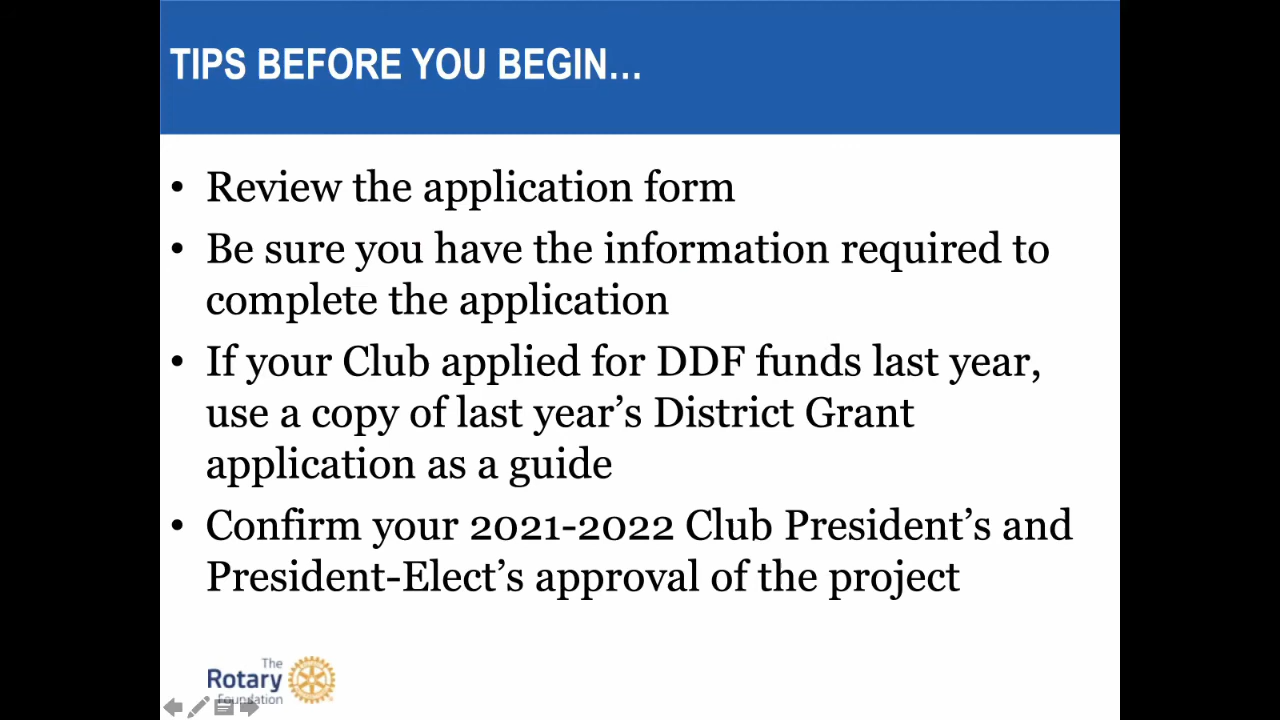 TIPS BEFORE YOU BEGIN…
• Review the application form
• Be sure you have the information required to
complete the application
• If your Club applied for DDF funds last year,
use a copy of last year’s District Grant
application as a guide
• Confirm your 2021-2022 Club President’s and
President-Elect’s approval of the project
The
Rotary
Foundation